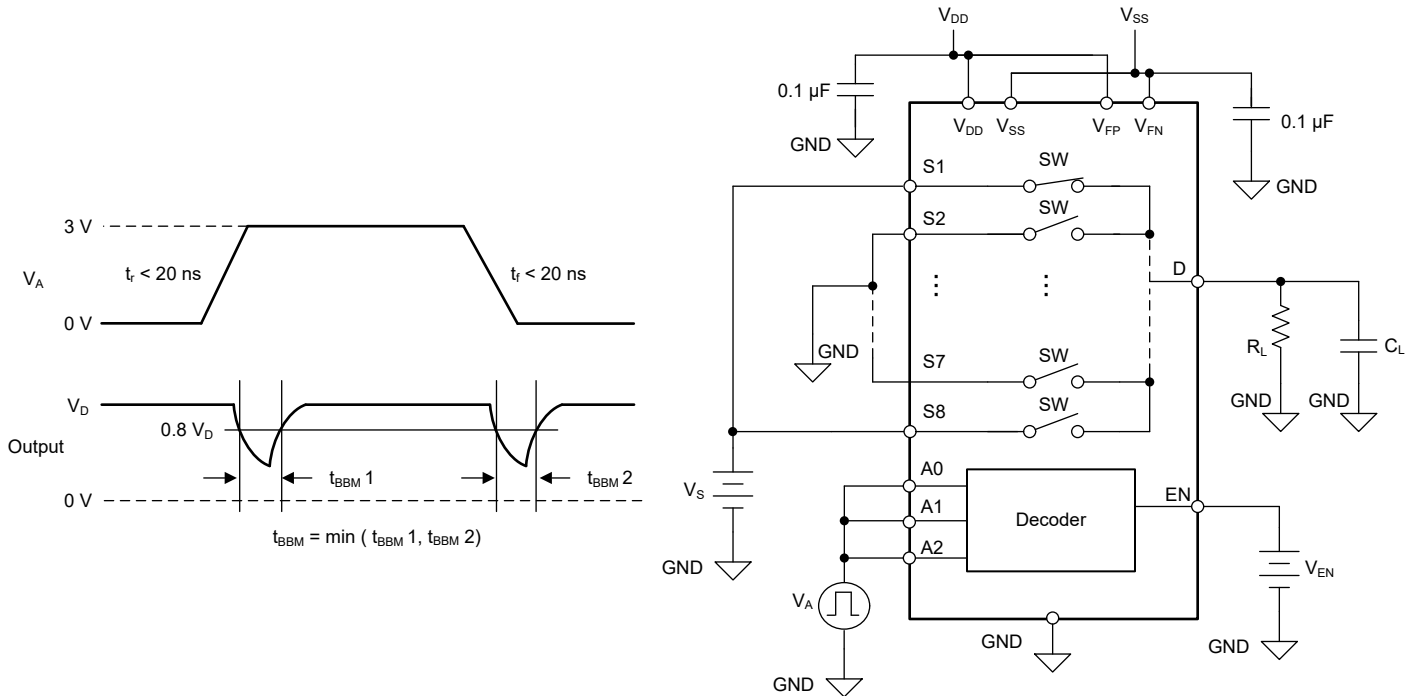 V_A
3 V
0 V
t_r < 20 ns
t_f < 20 ns
Output
V_D
0.8 V_D
0 V
t_BBM 1
t_BBM 2
t_BBM = min ( t_BBM 1, t_BBM 2)
V_DD
V_SS
0.1 µF
GND
0.1 µF
GND
V_DD
V_SS
V_FP
V_FN
S1
SW
S2
SW
⋮
⋮
GND
S7
SW
S8
SW
D
R_L
C_L
GND
GND
V_S
GND
A0
A1
A2
Decoder
EN
V_EN
GND
V_A
GND
GND